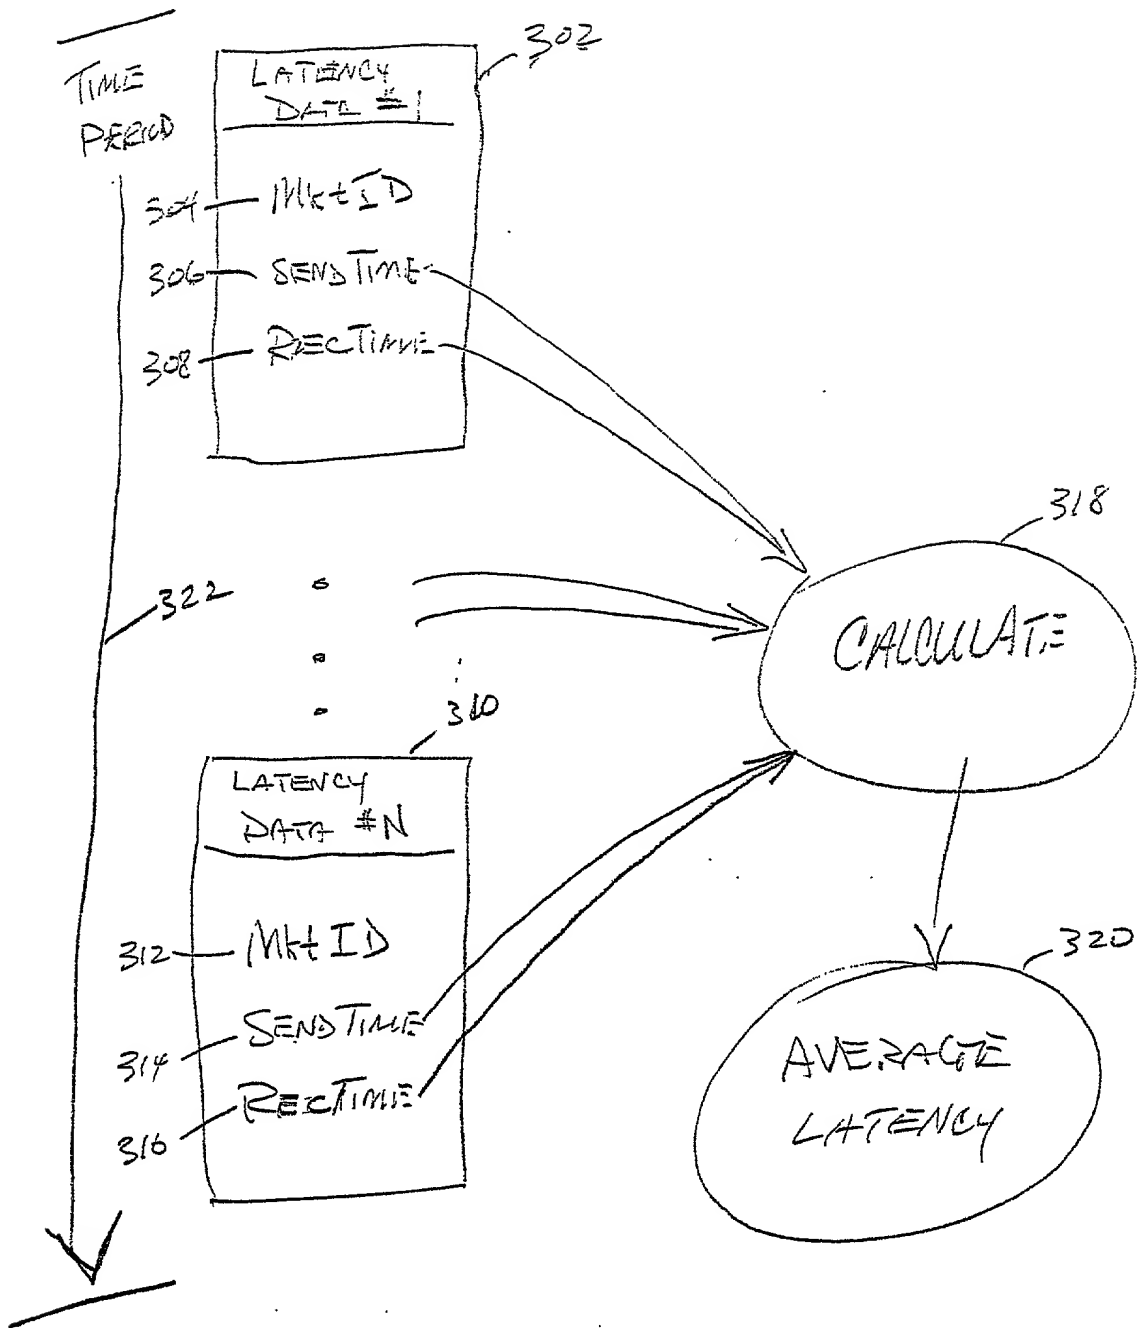 302
TIME
PERIOD
LATENCY
DATA #1
304
MktID
306
SENDTIME
308
RECTIME
318
322
CALCULATE
310
LATENCY
DATA #N
312
MktID
320
314
SENDTIME
AVERAGE
LATENCY
316
RECTIME